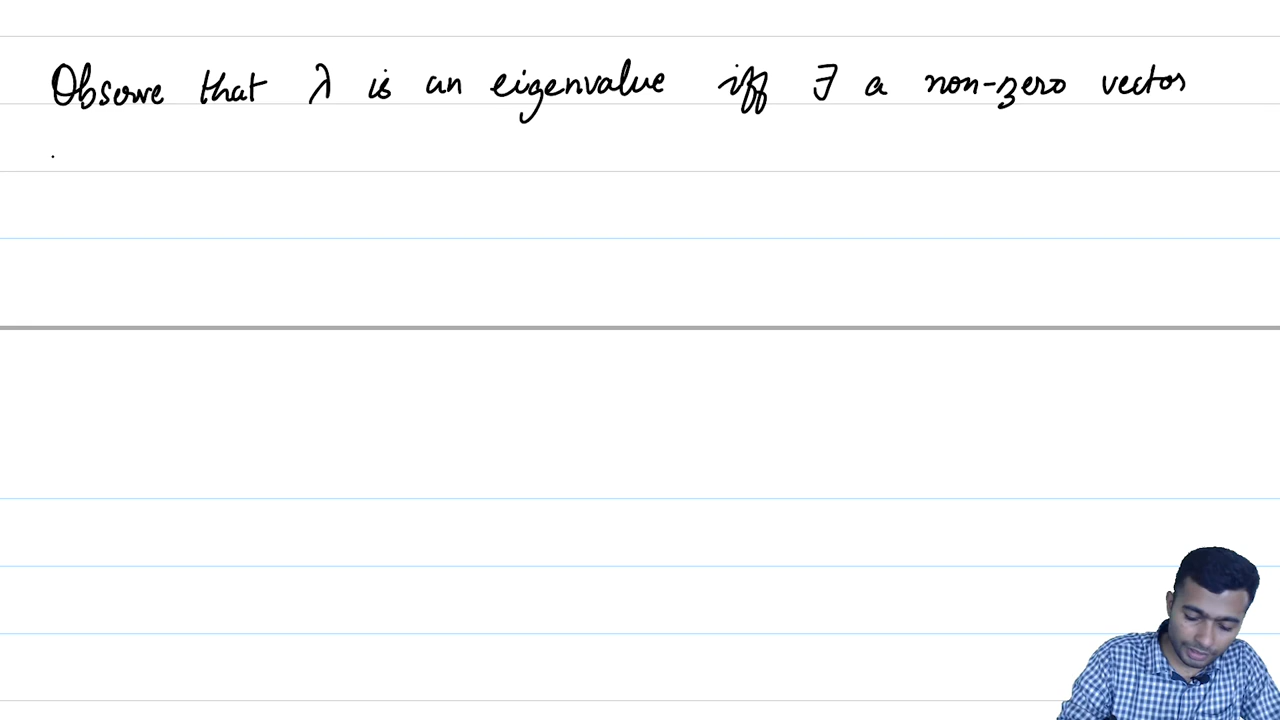 Observe that λ is an eigenvalue iff ∃ a non-zero vector